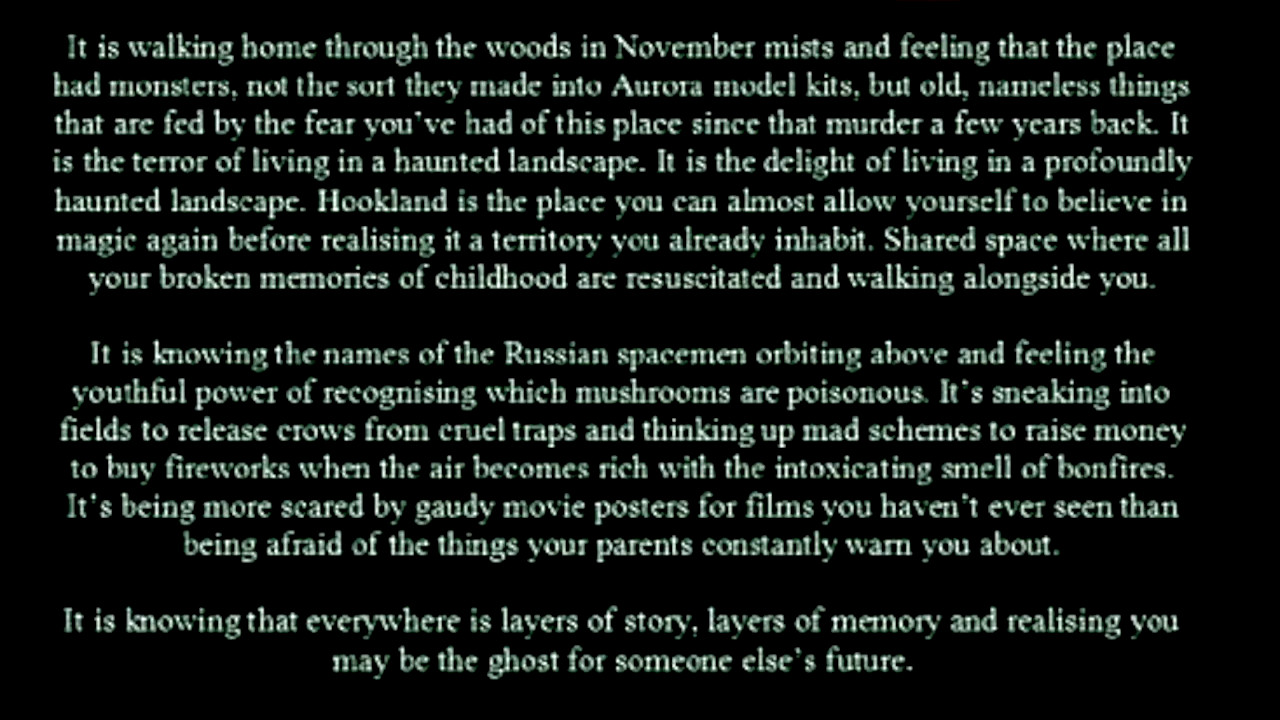 It is walking home through the woods in November mists and feeling that the place
had monsters, not the sort they made into Aurora model kits, but old, nameless things
that are fed by the fear you've had of this place since that murder a few years back. It
is the terror of living in a haunted landscape. It is the delight of living in a profoundly
haunted landscape. Hookland is the place you can almost allow yourself to believe in
magic again before realising it a territory you already inhabit. Shared space where all
your broken memories of childhood are resuscitated and walking alongside you.
It is knowing the names of the Russian spacemen orbiting above and feeling the
youthful power of recognising which mushrooms are poisonous. It's sneaking into
fields to release crows from cruel traps and thinking up mad schemes to raise money
to buy fireworks when the air becomes rich with the intoxicating smell of bonfires.
It's being more scared by gaudy movie posters for films you haven't ever seen than
being afraid of the things your parents constantly warn you about.
It is knowing that everywhere is layers of story, layers of memory and realising you
may be the ghost for someone else's future.